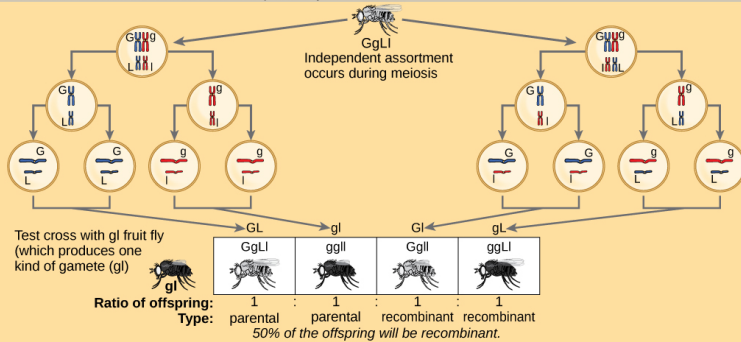 GgLl
Independent assortment
occurs during meiosis
G g
L l
G g
l L
G
L
g
l
G
l
g
L
G
L
G
L
g
l
g
l
G
l
G
l
g
L
g
L
GL gl Gl gL
Test cross with gl fruit fly
(which produces one
kind of gamete (gl)
gl
GgLl ggll Ggll ggLl
Ratio of offspring: 1 : 1 : 1 : 1
Type: parental parental recombinant recombinant
50% of the offspring will be recombinant.